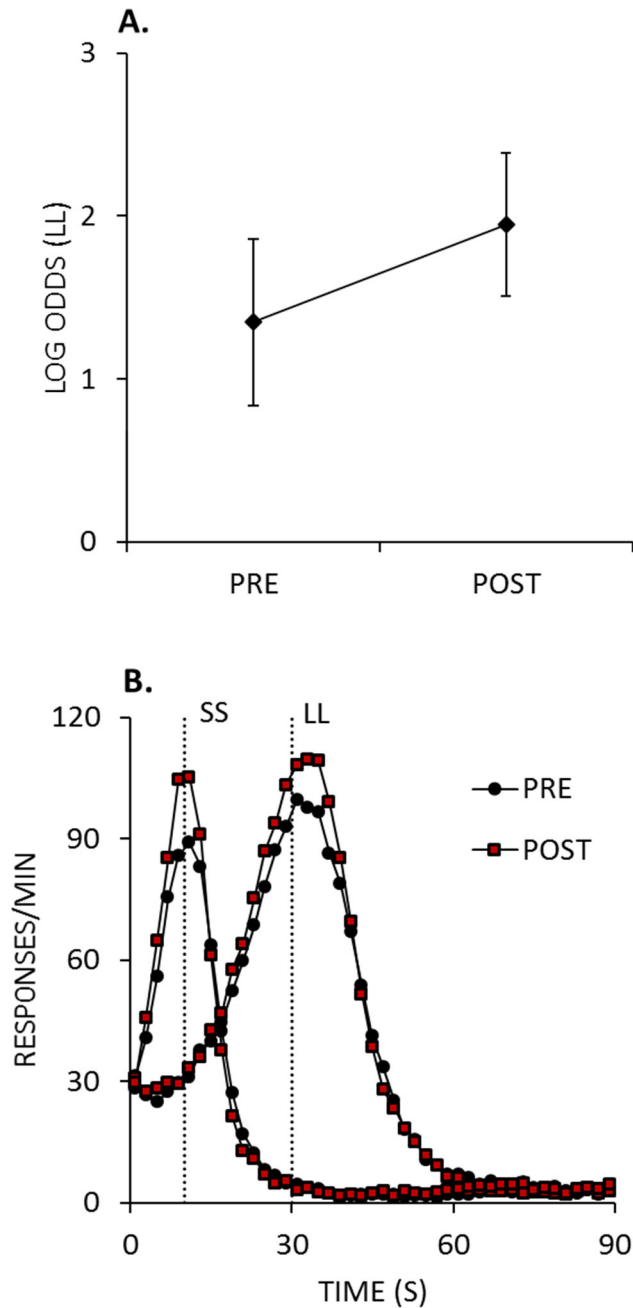 A.
3
2
1
0
LOG ODDS (LL)
PRE POST
B.
120
90
60
30
0
RESPONSES/MIN
SS LL
PRE
POST
0 30 60 90
TIME (S)